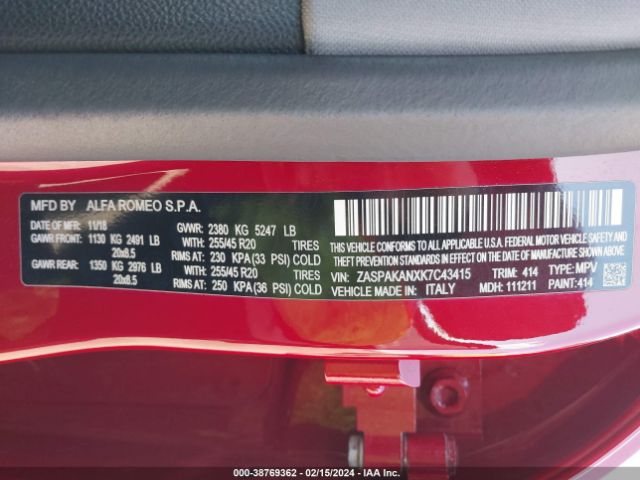 MFD BY ALFA ROMEO S.P.A.
DATE OF MFR: 11/18
GVWR: 2380 KG 5247 LB
GAWR FRONT: 1130 KG 2491 LB
WITH: 255/45 R20
20x8.5
RIMS AT: 230 KPA (33 PSI) COLD
GAWR REAR: 1350 KG 2976 LB
WITH: 255/45 R20
20x8.5
RIMS AT: 250 KPA (36 PSI) COLD
THIS VEHICLE CONFORMS TO ALL APPLICABLE U.S.A. FEDERAL MOTOR VEHICLE SAFETY, BUMPER, AND THEFT PREVENTION STANDARDS IN EFFECT ON THE DATE OF MANUFACTURE SHOWN ABOVE.
VIN: ZASPAKANXK7C43415 TRIM: 414 TYPE: MPV
VEHICLE MADE IN: ITALY MDH: 111211 PAINT: 414
000-38769362 - 02/15/2024 - IAA Inc.